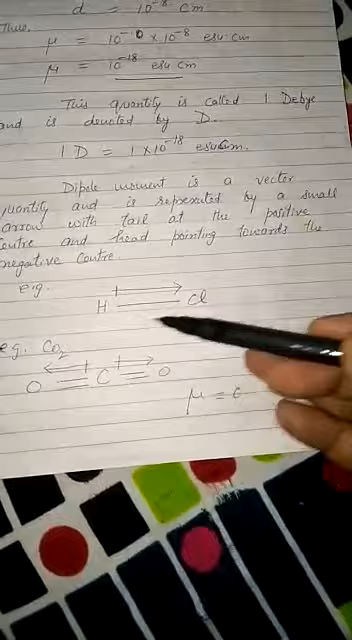 d = 10⁻⁸ cm
Thus,
μ = 10⁻¹⁰ × 10⁻⁸ esu cm
μ = 10⁻¹⁸ esu cm
This quantity is called 1 Debye
and is denoted by D.
1 D = 1 × 10⁻¹⁸ esu cm.
Dipole moment is a vector
quantity and is represented by a small
arrow with tail at the positive
centre and head pointing towards the
negative centre.
e.g.
H Cl
e.g. CO₂
O = C = O
μ = 0